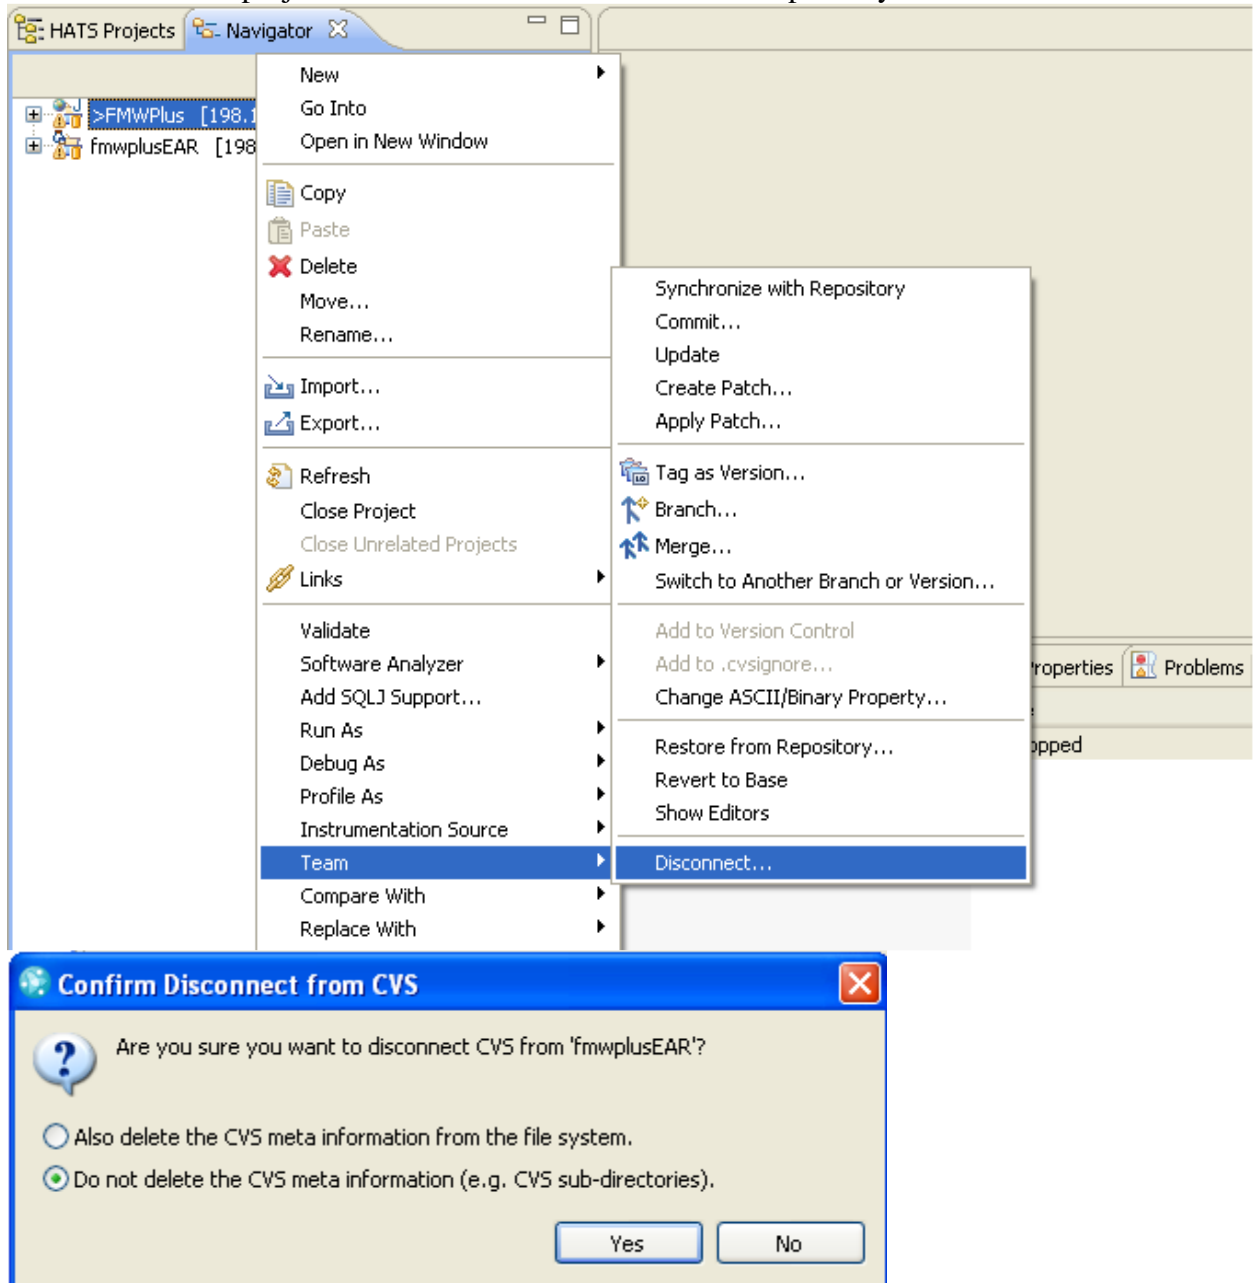 HATS Projects Navigator
>FMWPlus [198.1
fmwplusEAR [198
New
Go Into
Open in New Window
Copy
Paste
Delete
Move...
Rename...
Import...
Export...
Refresh
Close Project
Close Unrelated Projects
Links
Validate
Software Analyzer
Add SQLJ Support...
Run As
Debug As
Profile As
Instrumentation Source
Team
Compare With
Replace With
Synchronize with Repository
Commit...
Update
Create Patch...
Apply Patch...
Tag as Version...
Branch...
Merge...
Switch to Another Branch or Version...
Add to Version Control
Add to .cvsignore...
Change ASCII/Binary Property...
Restore from Repository...
Revert to Base
Show Editors
Disconnect...
roperties Problems
opped
Confirm Disconnect from CVS
Are you sure you want to disconnect CVS from 'fmwplusEAR'?
Also delete the CVS meta information from the file system.
Do not delete the CVS meta information (e.g. CVS sub-directories).
Yes No